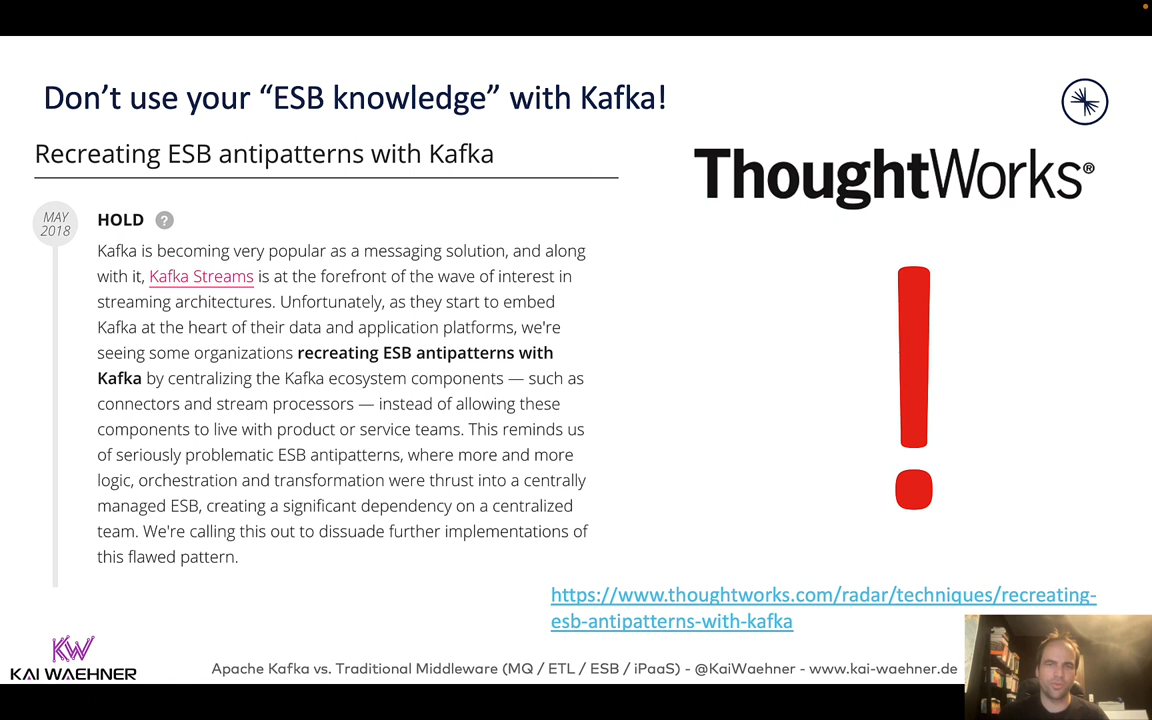 Don't use your “ESB knowledge” with Kafka!
Recreating ESB antipatterns with Kafka
ThoughtWorks®
MAY
2018
HOLD ?
Kafka is becoming very popular as a messaging solution, and along
with it, Kafka Streams is at the forefront of the wave of interest in
streaming architectures. Unfortunately, as they start to embed
Kafka at the heart of their data and application platforms, we're
seeing some organizations recreating ESB antipatterns with
Kafka by centralizing the Kafka ecosystem components — such as
connectors and stream processors — instead of allowing these
components to live with product or service teams. This reminds us
of seriously problematic ESB antipatterns, where more and more
logic, orchestration and transformation were thrust into a centrally
managed ESB, creating a significant dependency on a centralized
team. We're calling this out to dissuade further implementations of
this flawed pattern.
!
https://www.thoughtworks.com/radar/techniques/recreating-
esb-antipatterns-with-kafka
KW
KAI WAEHNER
Apache Kafka vs. Traditional Middleware (MQ / ETL / ESB / iPaaS) - @KaiWaehner - www.kai-waehner.de